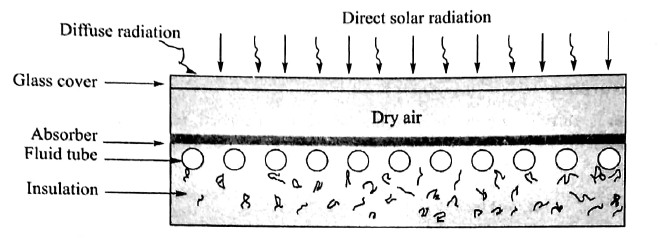 Direct solar radiation
Diffuse radiation
Glass cover
Dry air
Absorber
Fluid tube
Insulation